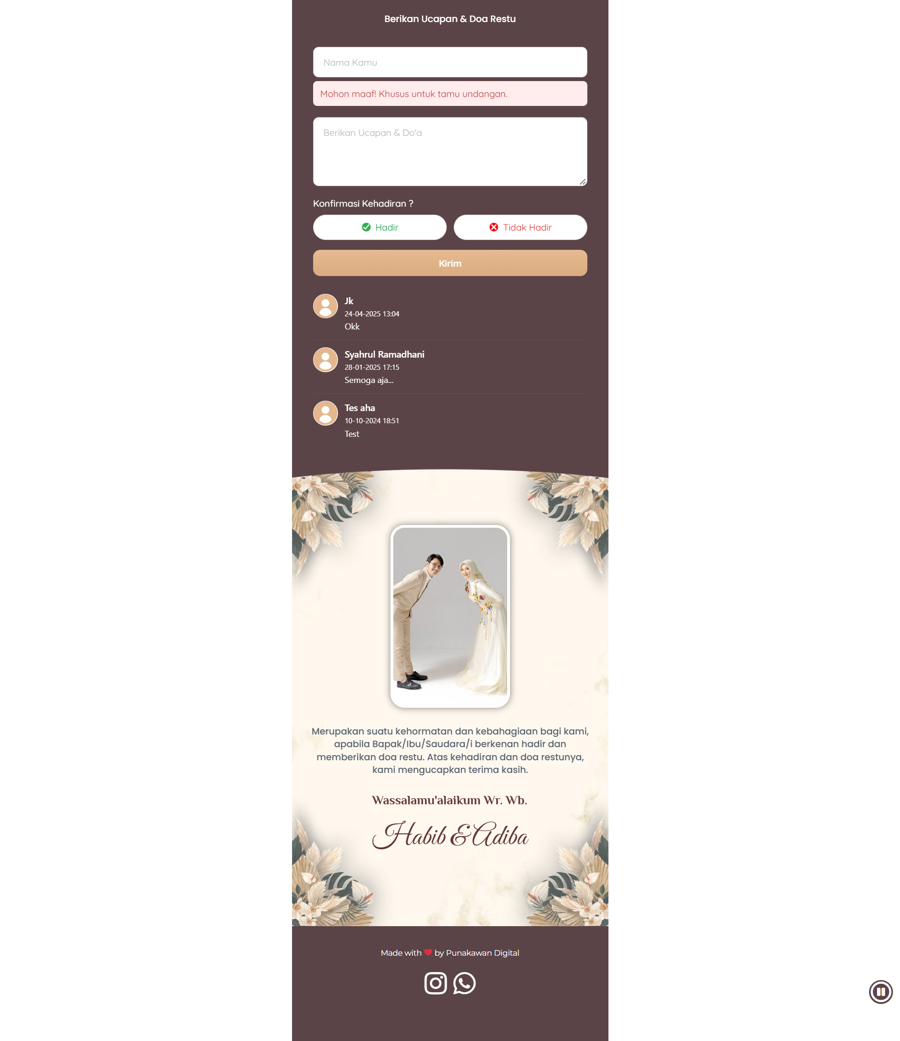 Berikan Ucapan & Doa Restu
Nama Kamu
Mohon maaf! Khusus untuk tamu undangan.
Berikan Ucapan & Do'a
Konfirmasi Kehadiran ?
Hadir
Tidak Hadir
Kirim
Jk
24-04-2025 13:04
Okk
Syahrul Ramadhani
28-01-2025 17:15
Semoga aja...
Tes aha
10-10-2024 18:51
Test
Merupakan suatu kehormatan dan kebahagiaan bagi kami,
apabila Bapak/Ibu/Saudara/i berkenan hadir dan
memberikan doa restu. Atas kehadiran dan doa restunya,
kami mengucapkan terima kasih.
Wassalamu'alaikum Wr. Wb.
Habib & Adiba
Made with ❤ by Punakawan Digital